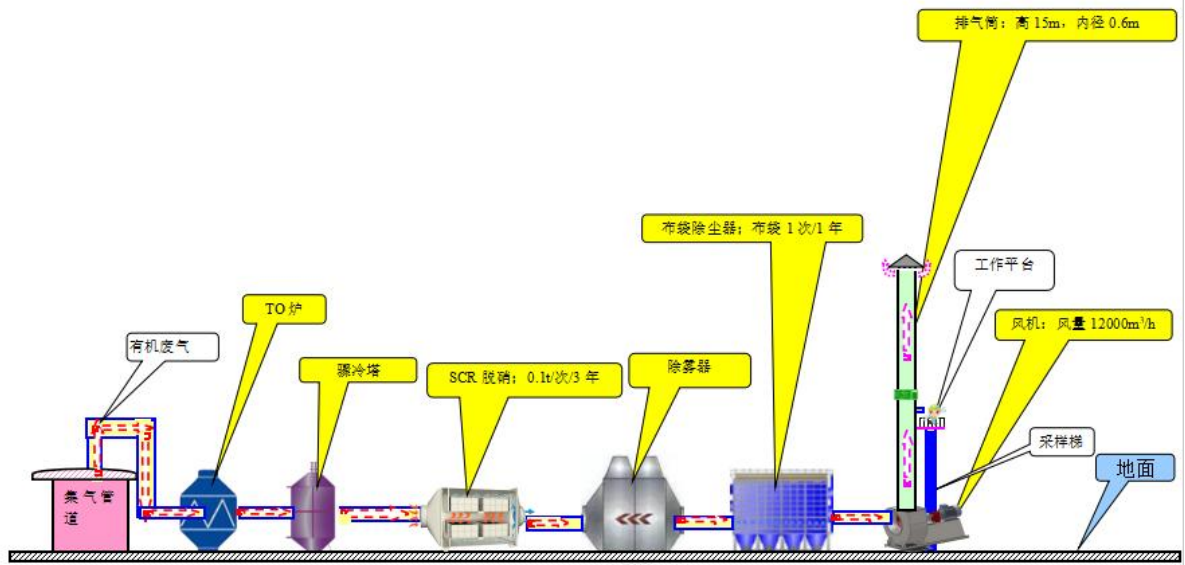 排气筒：高 15m，内径 0.6m
布袋除尘器；布袋 1 次/1 年
工作平台
TO 炉
风机：风量 12000m³/h
有机废气
骤冷塔
SCR 脱硝；0.1t/次/3 年
除雾器
采样梯
地面
集气管
道